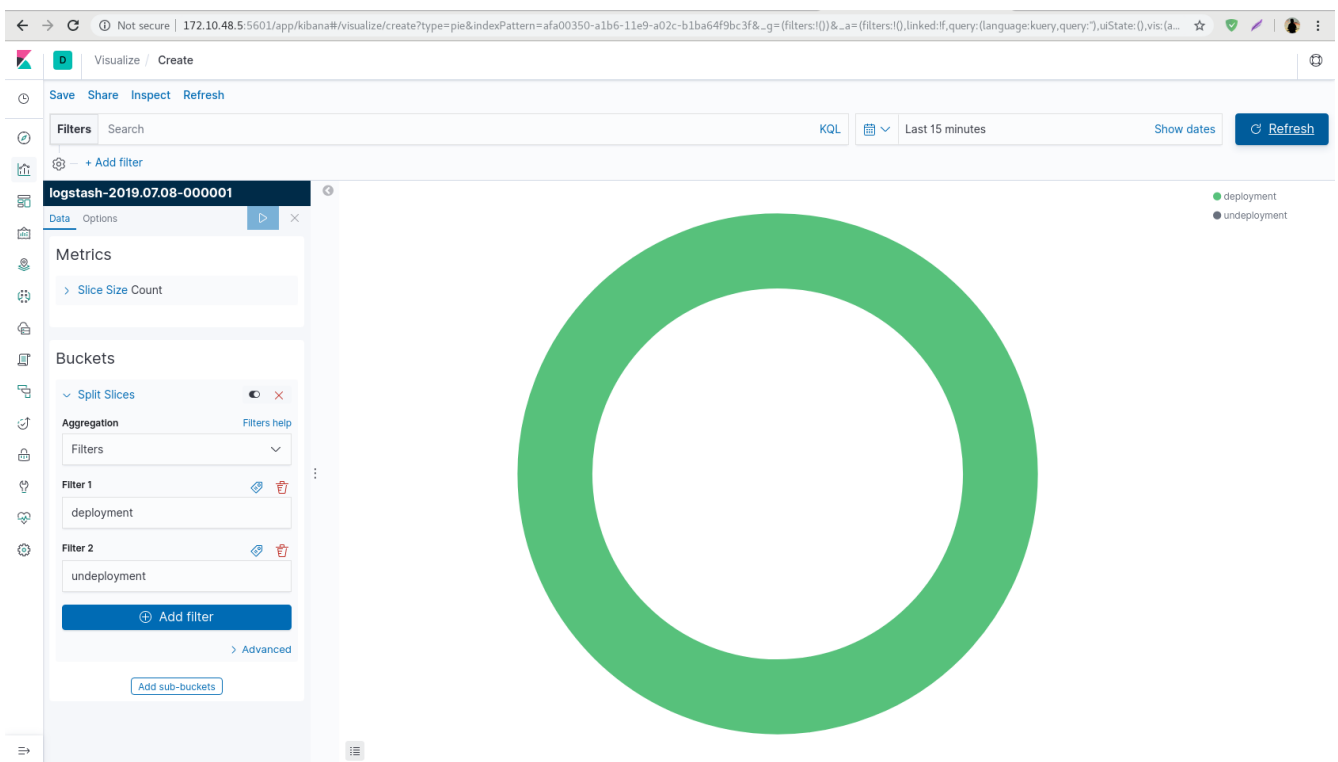 Not secure | 172.10.48.5:5601/app/kibana#/visualize/create?type=pie&indexPattern=afa00350-a1b6-11e9-a02c-b1ba64f9bc3f&_g=(filters:!())&_a=(filters:!(),linked:!f,query:(language:kuery,query:''),uiState:(),vis:(a...
D Visualize / Create
Save Share Inspect Refresh
Filters Search KQL Last 15 minutes Show dates Refresh
+ Add filter
logstash-2019.07.08-000001
Data Options
Metrics
Slice Size Count
Buckets
Split Slices
Aggregation Filters help
Filters
Filter 1
deployment
Filter 2
undeployment
Add filter
Advanced
Add sub-buckets
deployment
undeployment